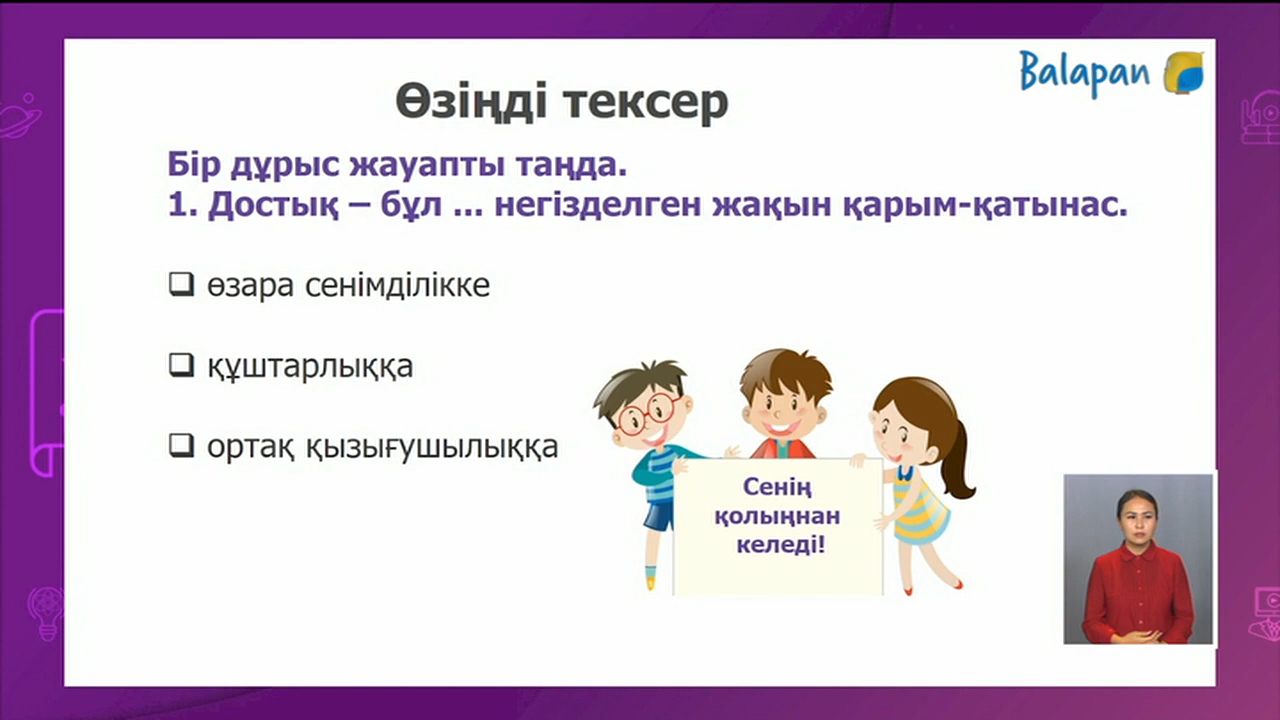 Balapan
Өзіңді тексер
Бір дұрыс жауапты таңда.
1. Достық – бұл ... негізделген жақын қарым-қатынас.
өзара сенімділікке
құштарлыққа
ортақ қызығушылыққа
Сенің
қолыңнан
келеді!